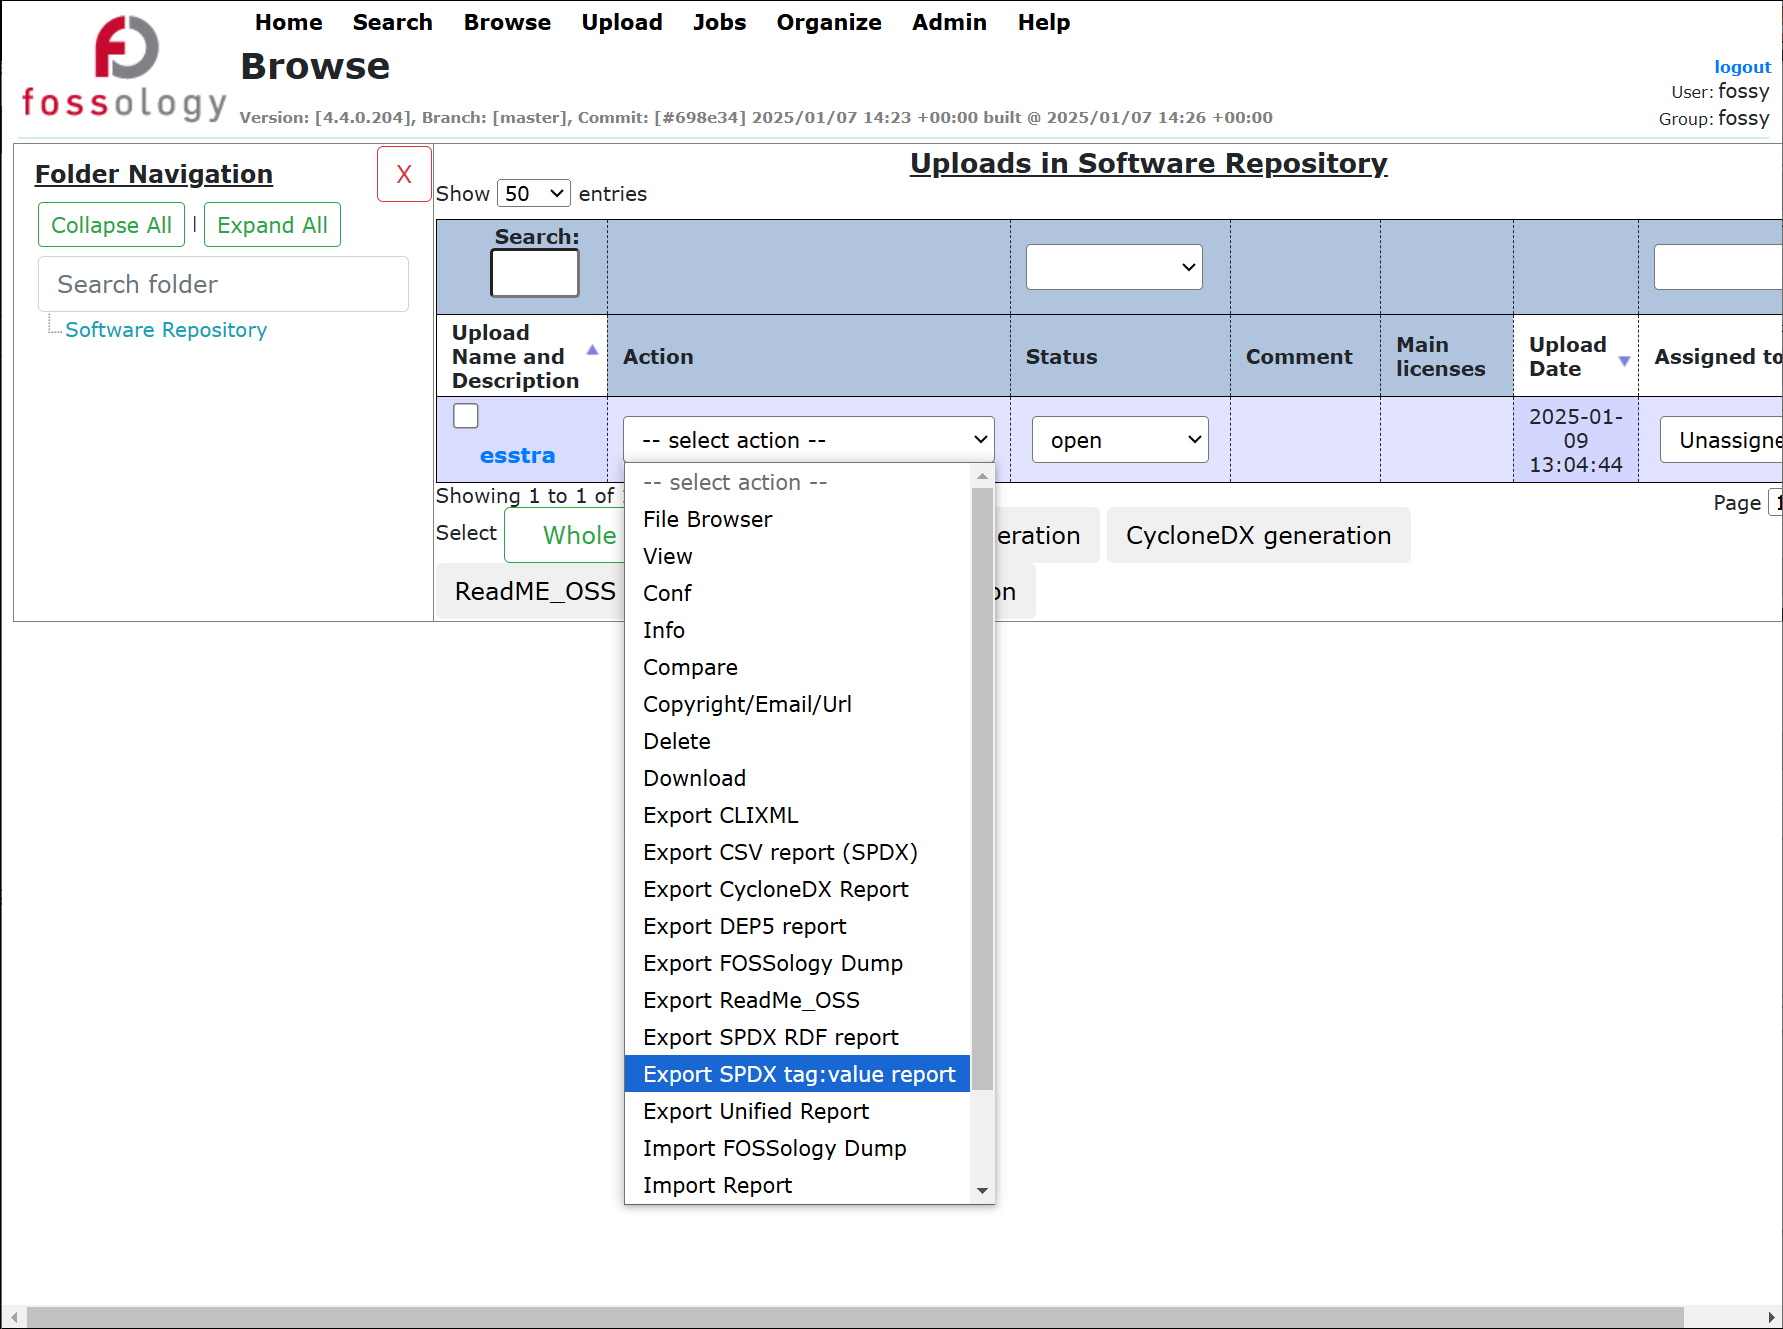 Home Search Browse Upload Jobs Organize Admin Help
fossology
Browse
Version: [4.4.0.204], Branch: [master], Commit: [#698e34] 2025/01/07 14:23 +00:00 built @ 2025/01/07 14:26 +00:00
logout
User: fossy
Group: fossy
Folder Navigation
X
Collapse All | Expand All
Search folder
Software Repository
Uploads in Software Repository
Show 50 entries
Search:
Upload Name and Description Action Status Comment Main licenses Upload Date Assigned to
esstra
-- select action --
open
2025-01-09 13:04:44
Unassigne
Showing 1 to 1 of
Page 1
Select Whole
eration
CycloneDX generation
ReadME_OSS
on
-- select action --
File Browser
View
Conf
Info
Compare
Copyright/Email/Url
Delete
Download
Export CLIXML
Export CSV report (SPDX)
Export CycloneDX Report
Export DEP5 report
Export FOSSology Dump
Export ReadMe_OSS
Export SPDX RDF report
Export SPDX tag:value report
Export Unified Report
Import FOSSology Dump
Import Report